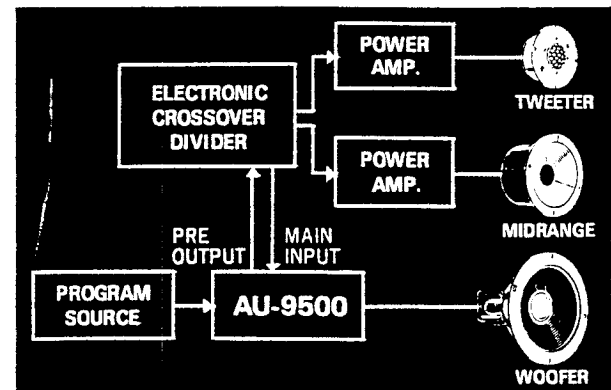 POWER
AMP.
TWEETER
ELECTRONIC
CROSSOVER
DIVIDER
POWER
AMP.
MIDRANGE
PRE
OUTPUT
MAIN
INPUT
PROGRAM
SOURCE
AU-9500
WOOFER